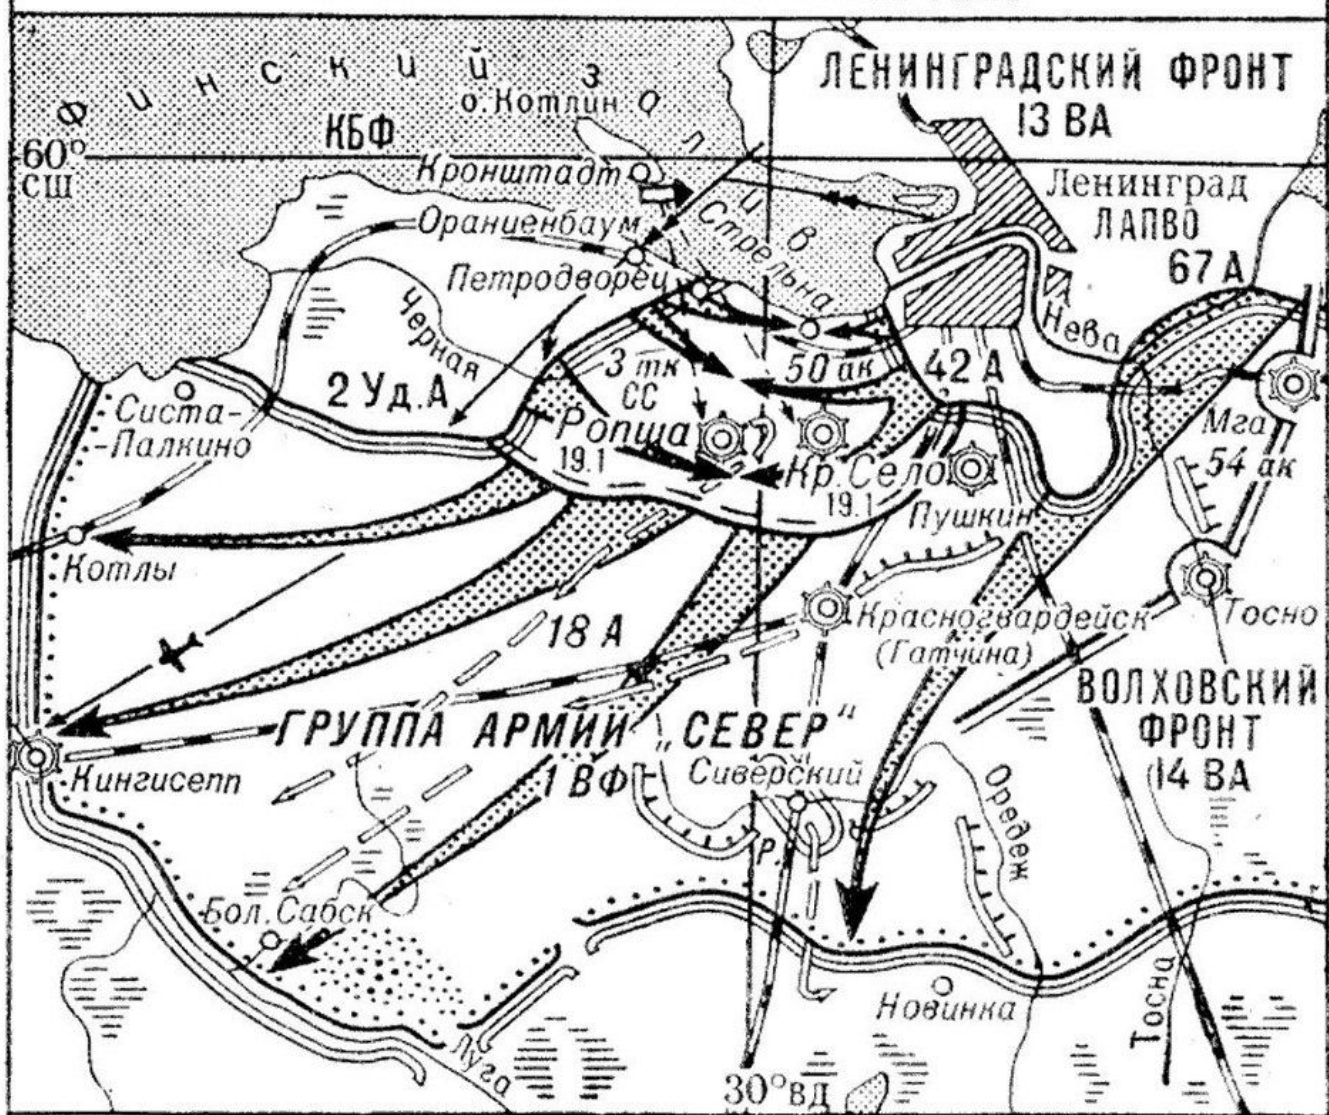 ФИНСКИЙ ЗАЛИВ
о. Котлин
ЛЕНИНГРАДСКИЙ ФРОНТ
13 ВА
КБФ
60°
СШ
Кронштадт
Ленинград
ЛАПВО
Ораниенбаум
Стрельна
67 А
Петродворец
Черная
Нева
3 тк
СС
50 ак
42 А
2 Уд.А
Систа-
-Палкино
Ропша
19.1
Кр. Село
19.1
Мга
54 ак
Пушкин
Котлы
18 А
Красногвардейск
(Гатчина)
Тосно
ГРУППА АРМИЙ „СЕВЕР"
ВОЛХОВСКИЙ
ФРОНТ
14 ВА
Кингисепп
1 ВФ
Сиверский
Оредеж
р.
Бол. Сабск
Новинка
Тосна
Луга
30°ВД